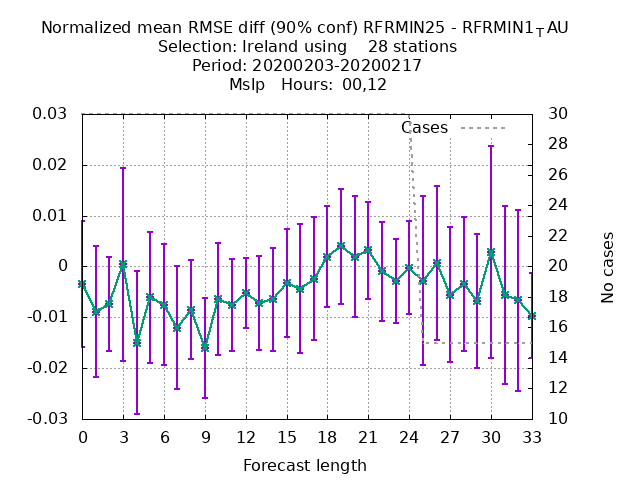 Normalized mean RMSE diff (90% conf) RFRMIN25 - RFRMIN1TAU
Selection: Ireland using    28 stations
Period: 20200203-20200217
Mslp   Hours: 00,12
Cases
0.03
0.02
0.01
0
-0.01
-0.02
-0.03
30
28
26
24
22
20
18
16
14
12
10
No cases
0 3 6 9 12 15 18 21 24 27 30 33
Forecast length